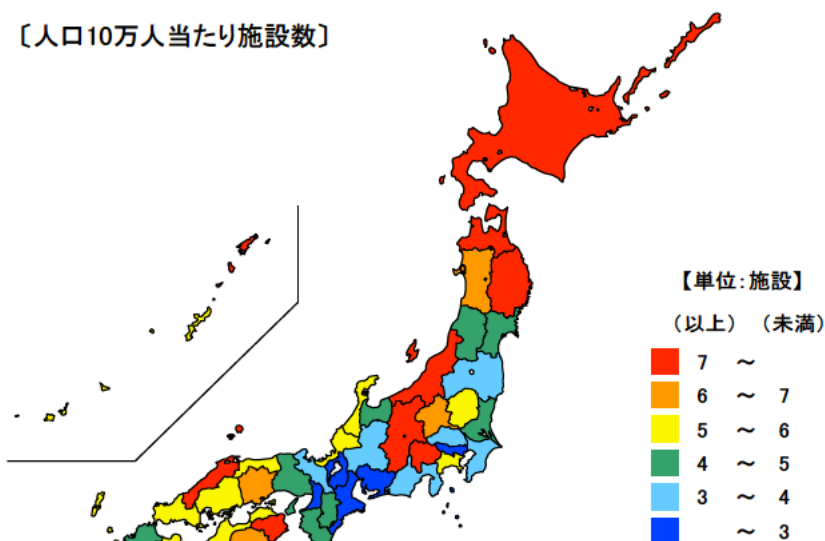 〔人口10万人当たり施設数〕
【単位:施設】
（以上） （未満）
7 ～
6 ～ 7
5 ～ 6
4 ～ 5
3 ～ 4
～ 3